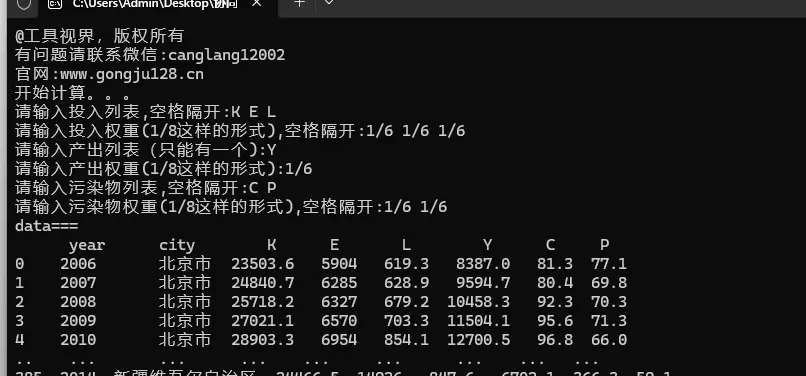 C:\Users\Admin\Desktop\协同
@工具视界，版权所有
有问题请联系微信:canglang12002
官网:www.gongju128.cn
开始计算。。。
请输入投入列表,空格隔开:K E L
请输入投入权重(1/8这样的形式),空格隔开:1/6 1/6 1/6
请输入产出列表（只能有一个):Y
请输入产出权重(1/8这样的形式):1/6
请输入污染物列表,空格隔开:C P
请输入污染物权重(1/8这样的形式),空格隔开:1/6 1/6
data===
year city K E L Y C P
0 2006 北京市 23503.6 5904 619.3 8387.0 81.3 77.1
1 2007 北京市 24840.7 6285 628.9 9594.7 80.4 69.8
2 2008 北京市 25718.2 6327 679.2 10458.3 92.3 70.3
3 2009 北京市 27021.1 6570 703.3 11504.1 95.6 71.3
4 2010 北京市 28903.3 6954 854.1 12700.5 96.8 66.0
.. ... ... ... ... ... ... ... ...
2014 新疆维吾尔自治区